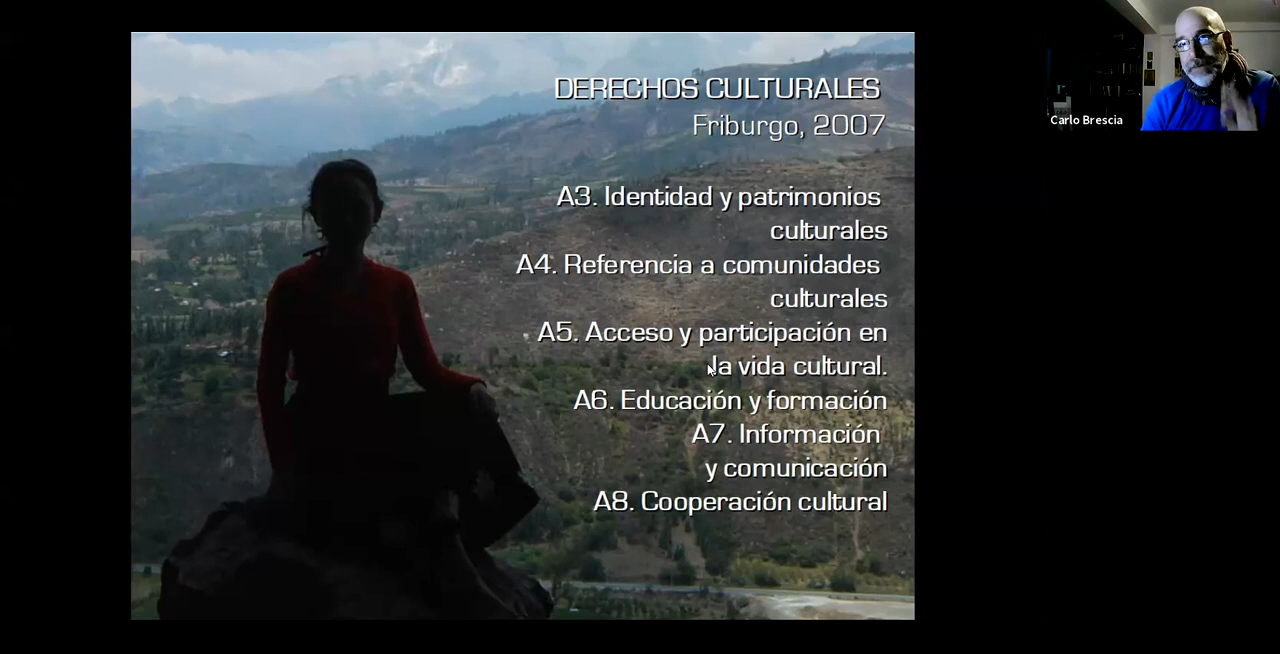 DERECHOS CULTURALES
Friburgo, 2007
A3. Identidad y patrimonios
culturales
A4. Referencia a comunidades
culturales
A5. Acceso y participación en
la vida cultural.
A6. Educación y formación
A7. Información
y comunicación
A8. Cooperación cultural
Carlo Brescia